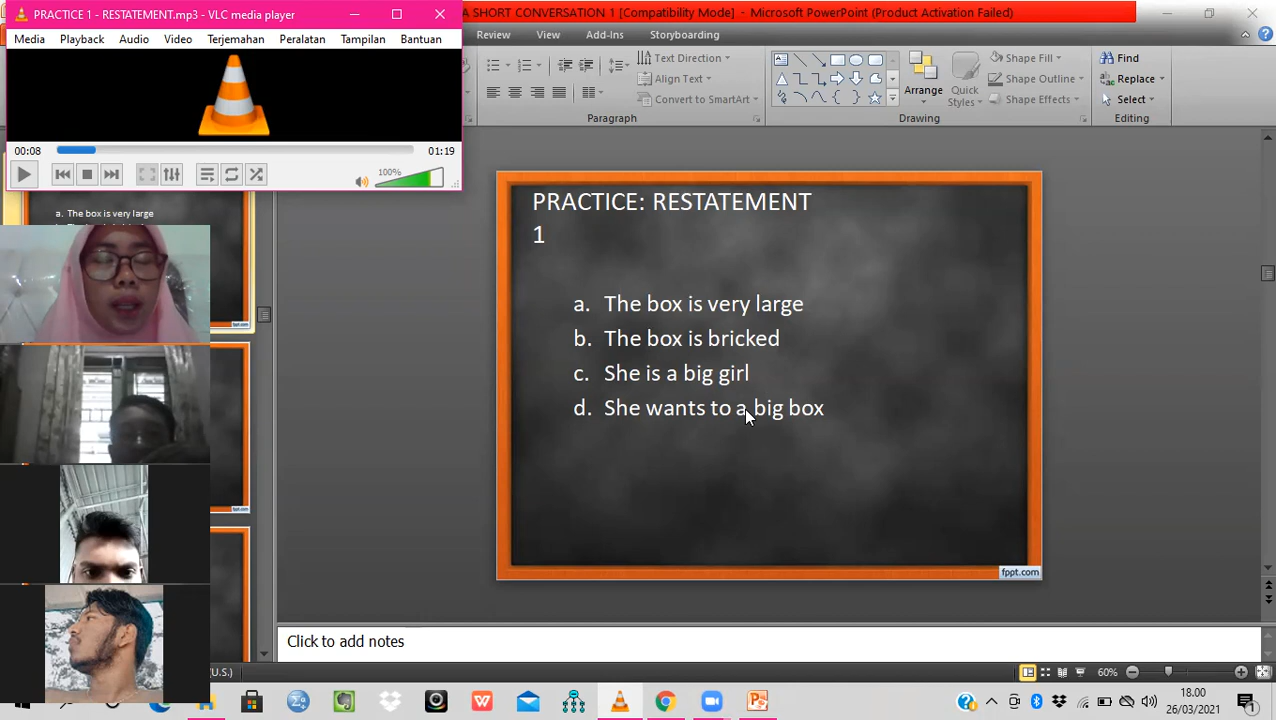 PRACTICE 1 - RESTATEMENT.mp3 - VLC media player
A SHORT CONVERSATION 1 [Compatibility Mode] - Microsoft PowerPoint (Product Activation Failed)
Media Playback Audio Video Terjemahan Peralatan Tampilan Bantuan
Review View Add-Ins Storyboarding
Text Direction
Align Text
Convert to SmartArt
Arrange
Quick Styles
Shape Fill
Shape Outline
Shape Effects
Find
Replace
Select
Paragraph Drawing Editing
00:08 01:19
100%
a. The box is very large
fppt.com
fppt.com
PRACTICE: RESTATEMENT
1
a. The box is very large
b. The box is bricked
c. She is a big girl
d. She wants to a big box
fppt.com
Click to add notes
(U.S.) 60%
18.00
26/03/2021